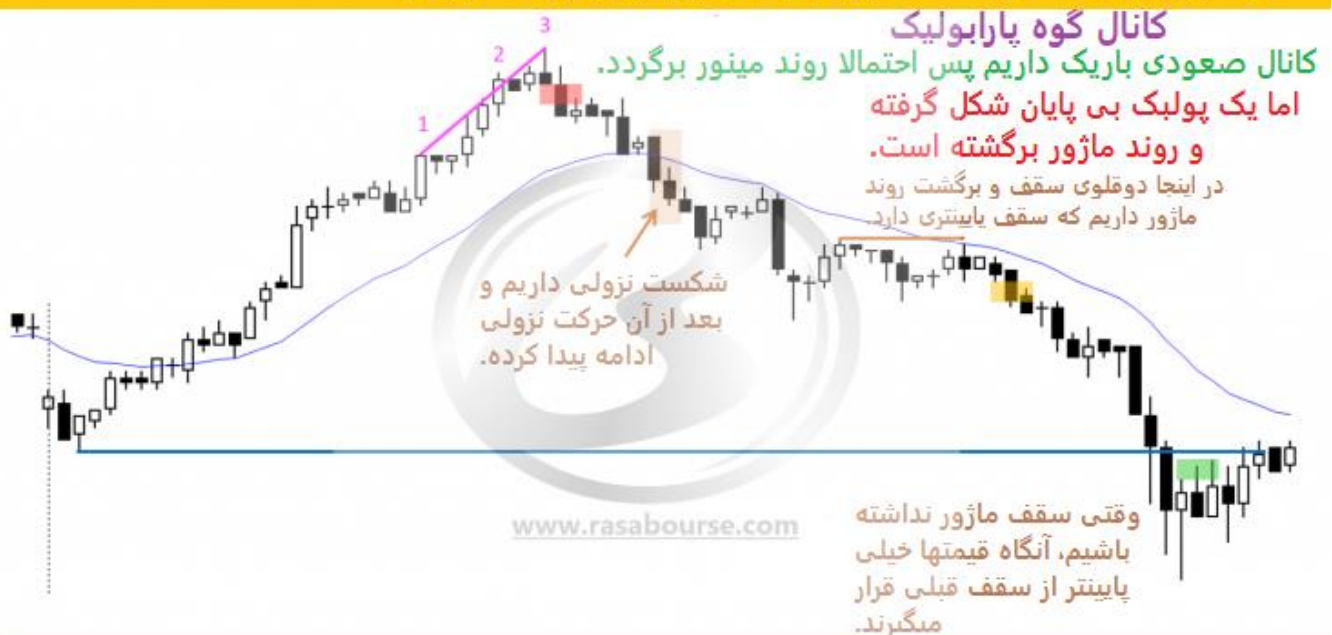 کانال گوه پارابولیک
کانال صعودی باریک داریم پس احتمالا روند مینور برگردد.
اما یک پولبک بی پایان شکل گرفته
و روند ماژور برگشته است.
در اینجا دوقلوی سقف و برگشت روند
ماژور داریم که سقف پایینتری دارد.
3
2
1
شکست نزولی داریم و
بعد از آن حرکت نزولی
ادامه پیدا کرده.
www.rasabourse.com
وقتی سقف ماژور نداشته
باشیم، آنگاه قیمتها خیلی
پایینتر از سقف قبلی قرار
میگیرند.